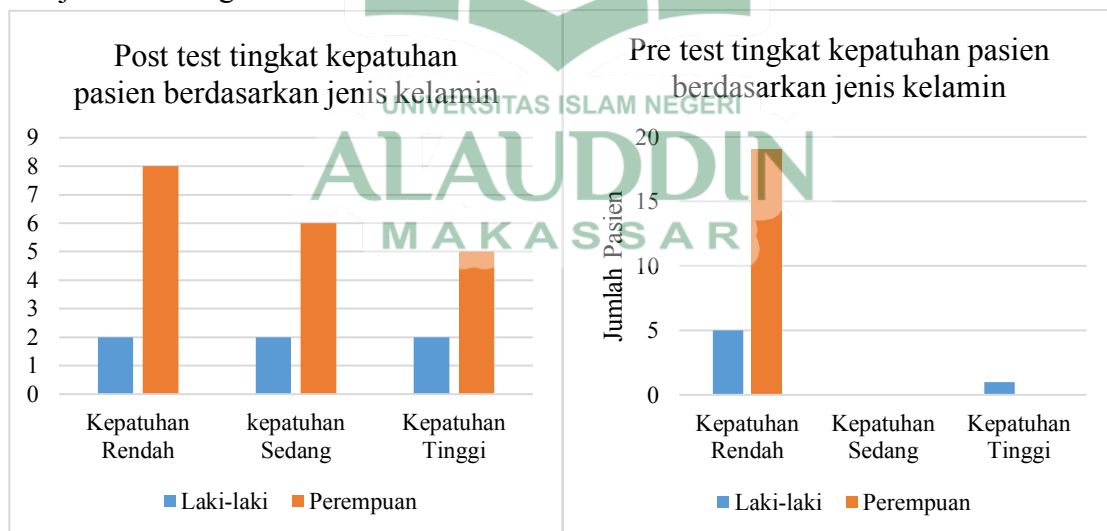 Post test tingkat kepatuhan
pasien berdasarkan jenis kelamin
9
8
7
6
5
4
3
2
1
0
Kepatuhan
Rendah
kepatuhan
Sedang
Kepatuhan
Tinggi
Laki-laki
Perempuan
Pre test tingkat kepatuhan pasien
berdasarkan jenis kelamin
Jumlah Pasien
20
15
10
5
0
Kepatuhan
Rendah
Kepatuhan
Sedang
Kepatuhan
Tinggi
Laki-laki
Perempuan
UNIVERSITAS ISLAM NEGERI
ALAUDDIN
MAKASSAR